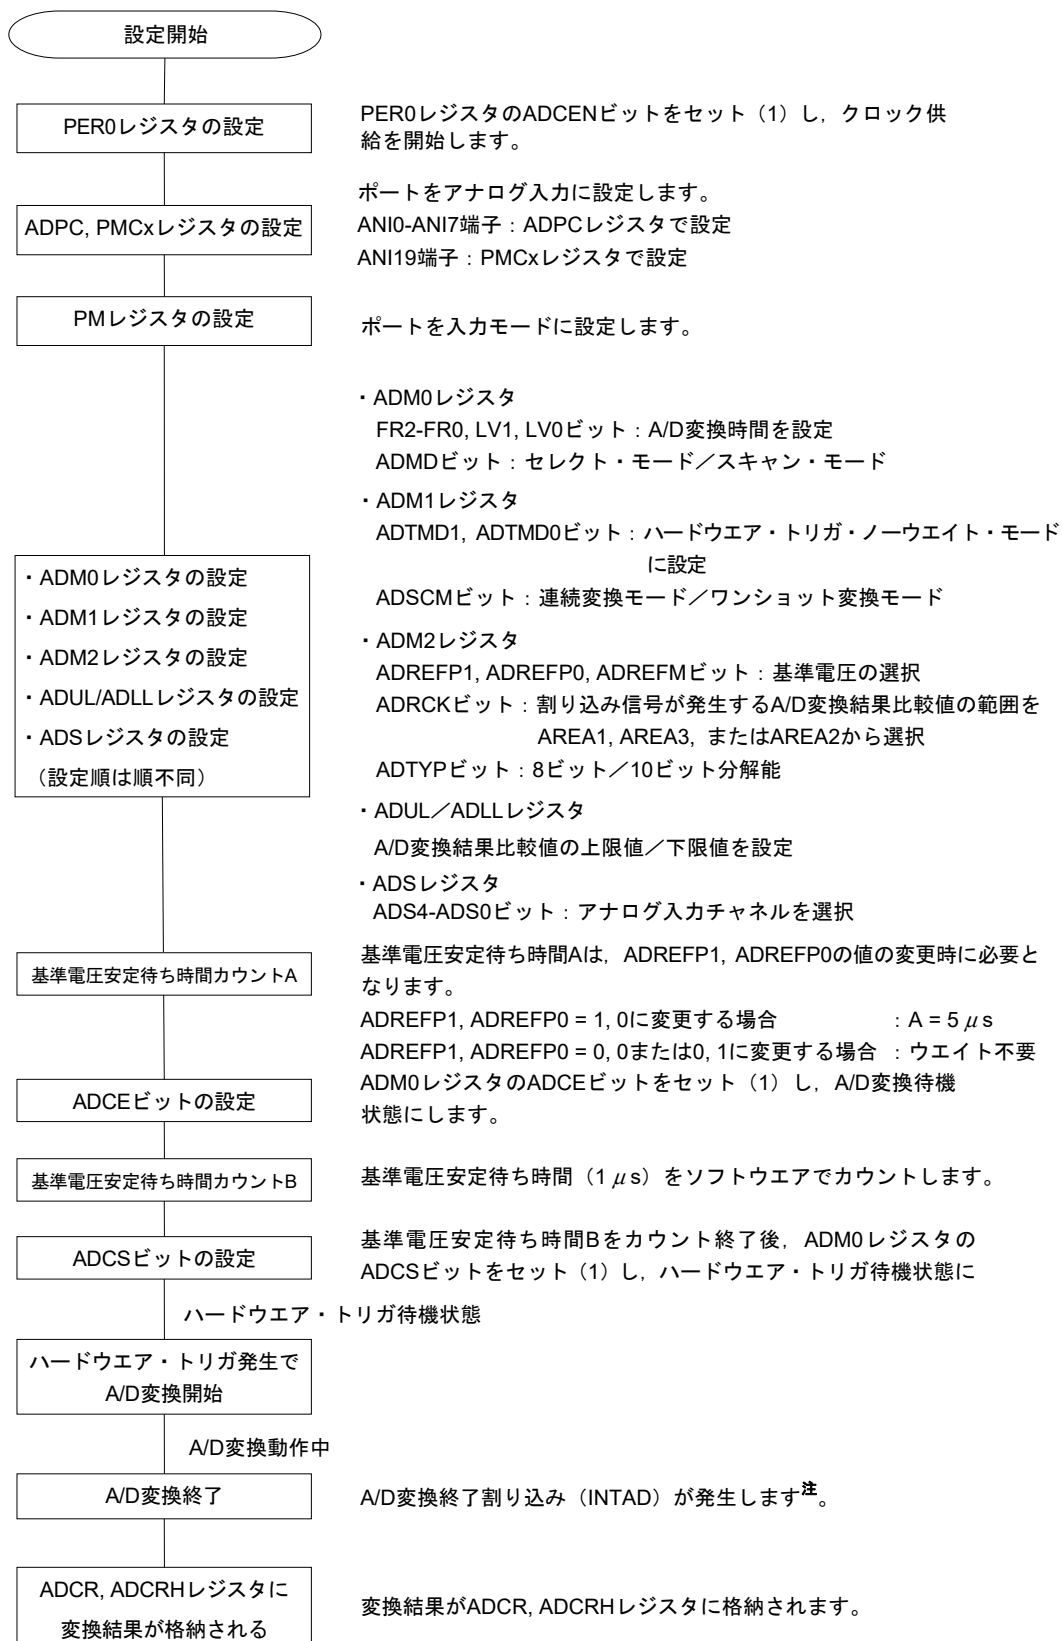 設定開始
PER0レジスタの設定
PER0レジスタのADCENビットをセット（1）し，クロック供
給を開始します。
ADPC, PMCxレジスタの設定
ポートをアナログ入力に設定します。
ANI0-ANI7端子：ADPCレジスタで設定
ANI19端子：PMCxレジスタで設定
PMレジスタの設定
ポートを入力モードに設定します。
・ADM0レジスタの設定
・ADM1レジスタの設定
・ADM2レジスタの設定
・ADUL/ADLLレジスタの設定
・ADSレジスタの設定
（設定順は順不同）
・ADM0レジスタ
FR2-FR0, LV1, LV0ビット：A/D変換時間を設定
ADMDビット：セレクト・モード／スキャン・モード
・ADM1レジスタ
ADTMD1, ADTMD0ビット：ハードウエア・トリガ・ノーウエイト・モード
に設定
ADSCMビット：連続変換モード／ワンショット変換モード
・ADM2レジスタ
ADREFP1, ADREFP0, ADREFMビット：基準電圧の選択
ADRCKビット：割り込み信号が発生するA/D変換結果比較値の範囲を
AREA1, AREA3, またはAREA2から選択
ADTYPビット：8ビット／10ビット分解能
・ADUL／ADLLレジスタ
A/D変換結果比較値の上限値／下限値を設定
・ADSレジスタ
ADS4-ADS0ビット：アナログ入力チャネルを選択
基準電圧安定待ち時間カウントA
基準電圧安定待ち時間Aは，ADREFP1, ADREFP0の値の変更時に必要と
なります。
ADREFP1, ADREFP0 = 1, 0に変更する場合 ：A = 5 μs
ADREFP1, ADREFP0 = 0, 0または0, 1に変更する場合 ：ウエイト不要
ADCEビットの設定
ADM0レジスタのADCEビットをセット（1）し，A/D変換待機
状態にします。
基準電圧安定待ち時間カウントB
基準電圧安定待ち時間（1 μs）をソフトウエアでカウントします。
ADCSビットの設定
基準電圧安定待ち時間Bをカウント終了後，ADM0レジスタの
ADCSビットをセット（1）し，ハードウエア・トリガ待機状態に
ハードウエア・トリガ待機状態
ハードウエア・トリガ発生で
A/D変換開始
A/D変換動作中
A/D変換終了
A/D変換終了割り込み（INTAD）が発生します注。
ADCR, ADCRHレジスタに
変換結果が格納される
変換結果がADCR, ADCRHレジスタに格納されます。